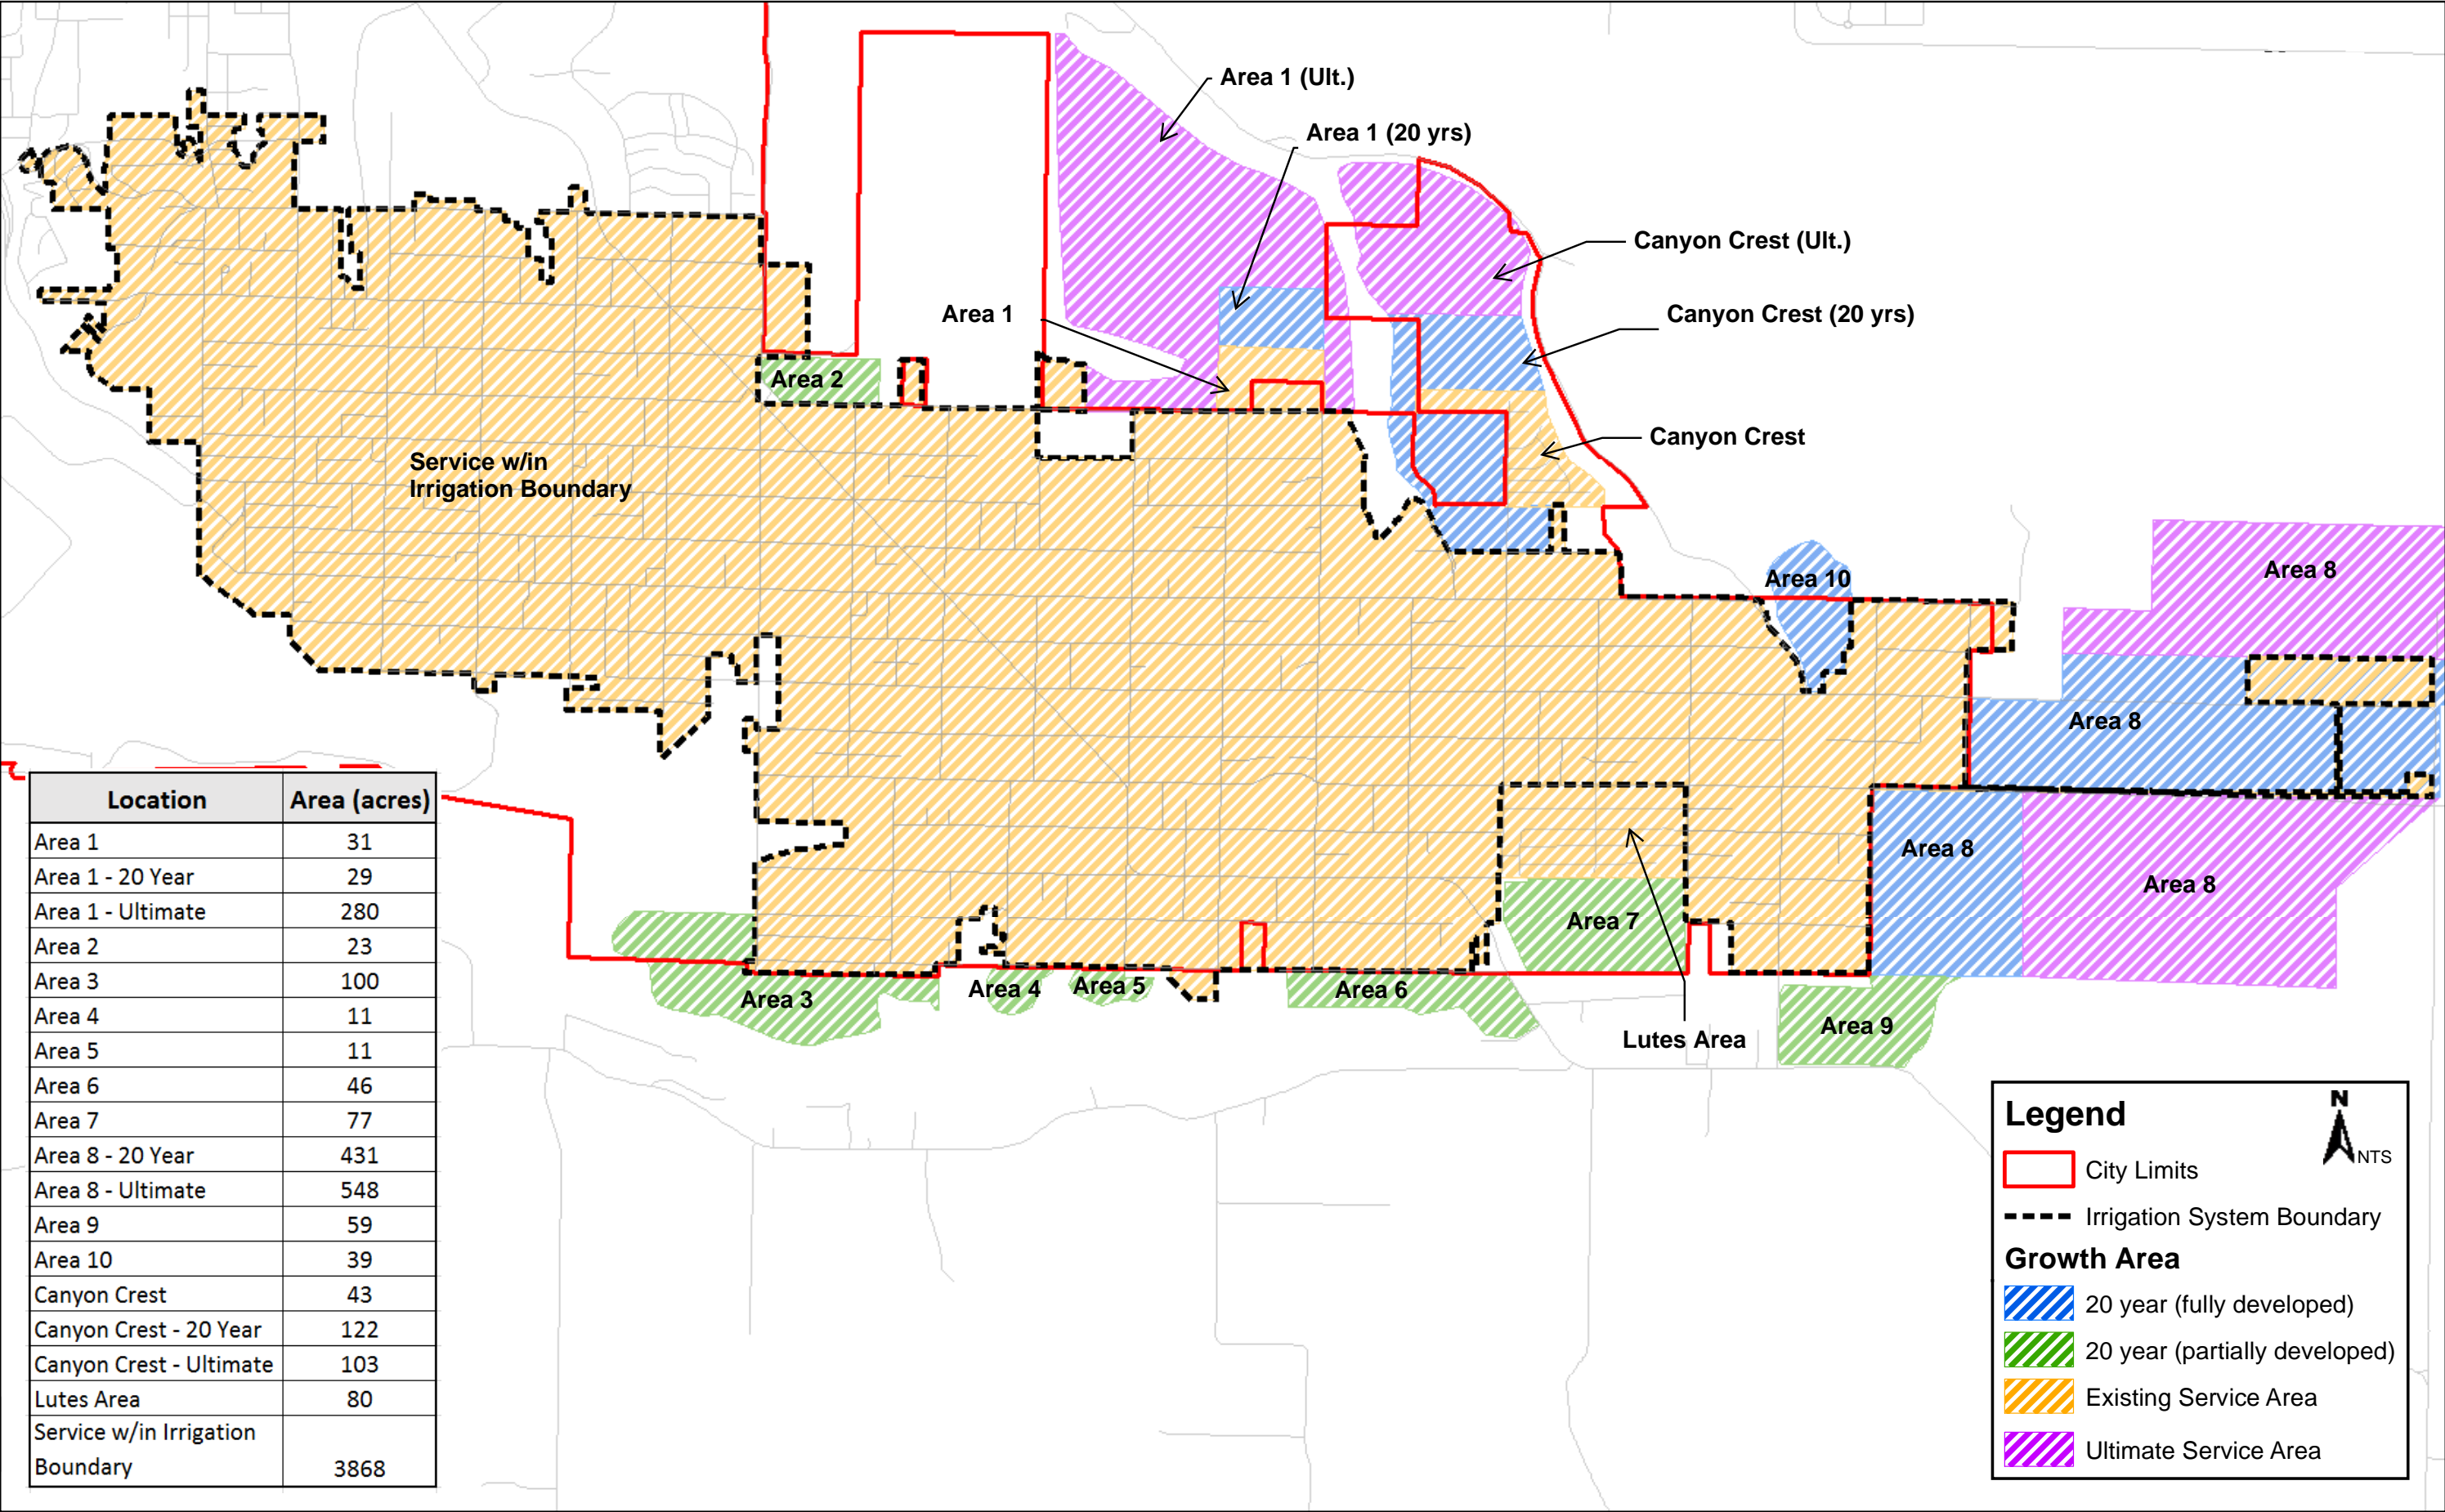 Area 1 (Ult.)
Area 1 (20 yrs)
Canyon Crest (Ult.)
Area 1
Canyon Crest (20 yrs)
Area 2
Canyon Crest
Service w/in
Irrigation Boundary
Area 10
Area 8
Area 8
Area 8
Area 8
Area 7
Area 3
Area 4
Area 5
Area 6
Area 9
Lutes Area
Location Area (acres)
Area 1 31
Area 1 - 20 Year 29
Area 1 - Ultimate 280
Area 2 23
Area 3 100
Area 4 11
Area 5 11
Area 6 46
Area 7 77
Area 8 - 20 Year 431
Area 8 - Ultimate 548
Area 9 59
Area 10 39
Canyon Crest 43
Canyon Crest - 20 Year 122
Canyon Crest - Ultimate 103
Lutes Area 80
Service w/in Irrigation
Boundary 3868
Legend
N
NTS
City Limits
Irrigation System Boundary
Growth Area
20 year (fully developed)
20 year (partially developed)
Existing Service Area
Ultimate Service Area